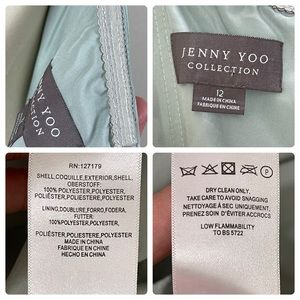 JENNY YOO
COLLECTION
JENNY YOO
COLLECTION
12
MADE IN CHINA
FABRIQUÉ EN CHINE
RN:127179
SHELL,COQUILLE,EXTERIOR,SHELL,
OBERSTOFF:
100%POLYESTER,POLYESTER,
POLIÉSTER,POLIESTERE,POLYESTER
LINING,DOUBLURE,FORRO,FODERA,
FUTTER:
100%POLYESTER,POLYESTER,
POLIÉSTER,POLIESTERE,POLYESTER
MADE IN CHINA
FABRIQUÉ EN CHINE
HECHO EN CHINA
P
DRY CLEAN ONLY,
TAKE CARE TO AVOID SNAGGING
NETTOYAGE À SEC UNIQUEMENT,
PRENEZ SOIN D'ÉVITER ACCROCS
LOW FLAMMABILITY
TO BS 5722